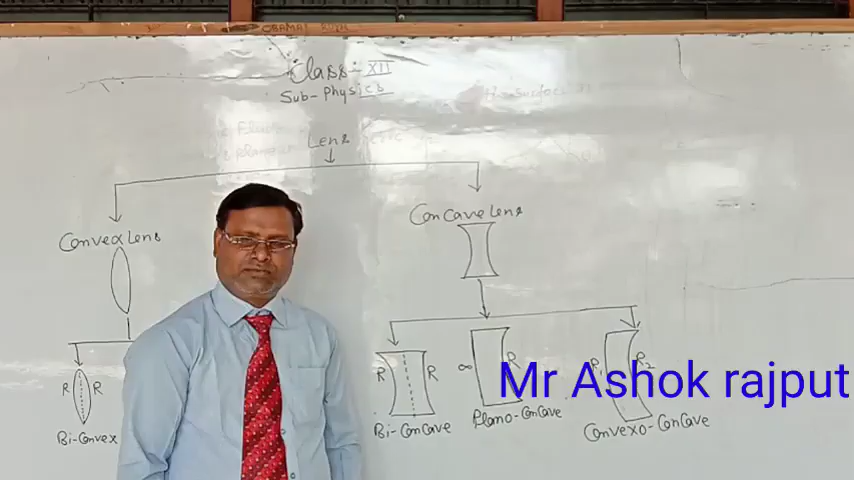 Class-XII
Sub-Physics
Lens
Convex Lens
Concave Lens
R R
Bi-Convex
R R
Bi-Concave
∞ R
Plano-Concave
R1 R2
Convexo-Concave
Mr Ashok rajput